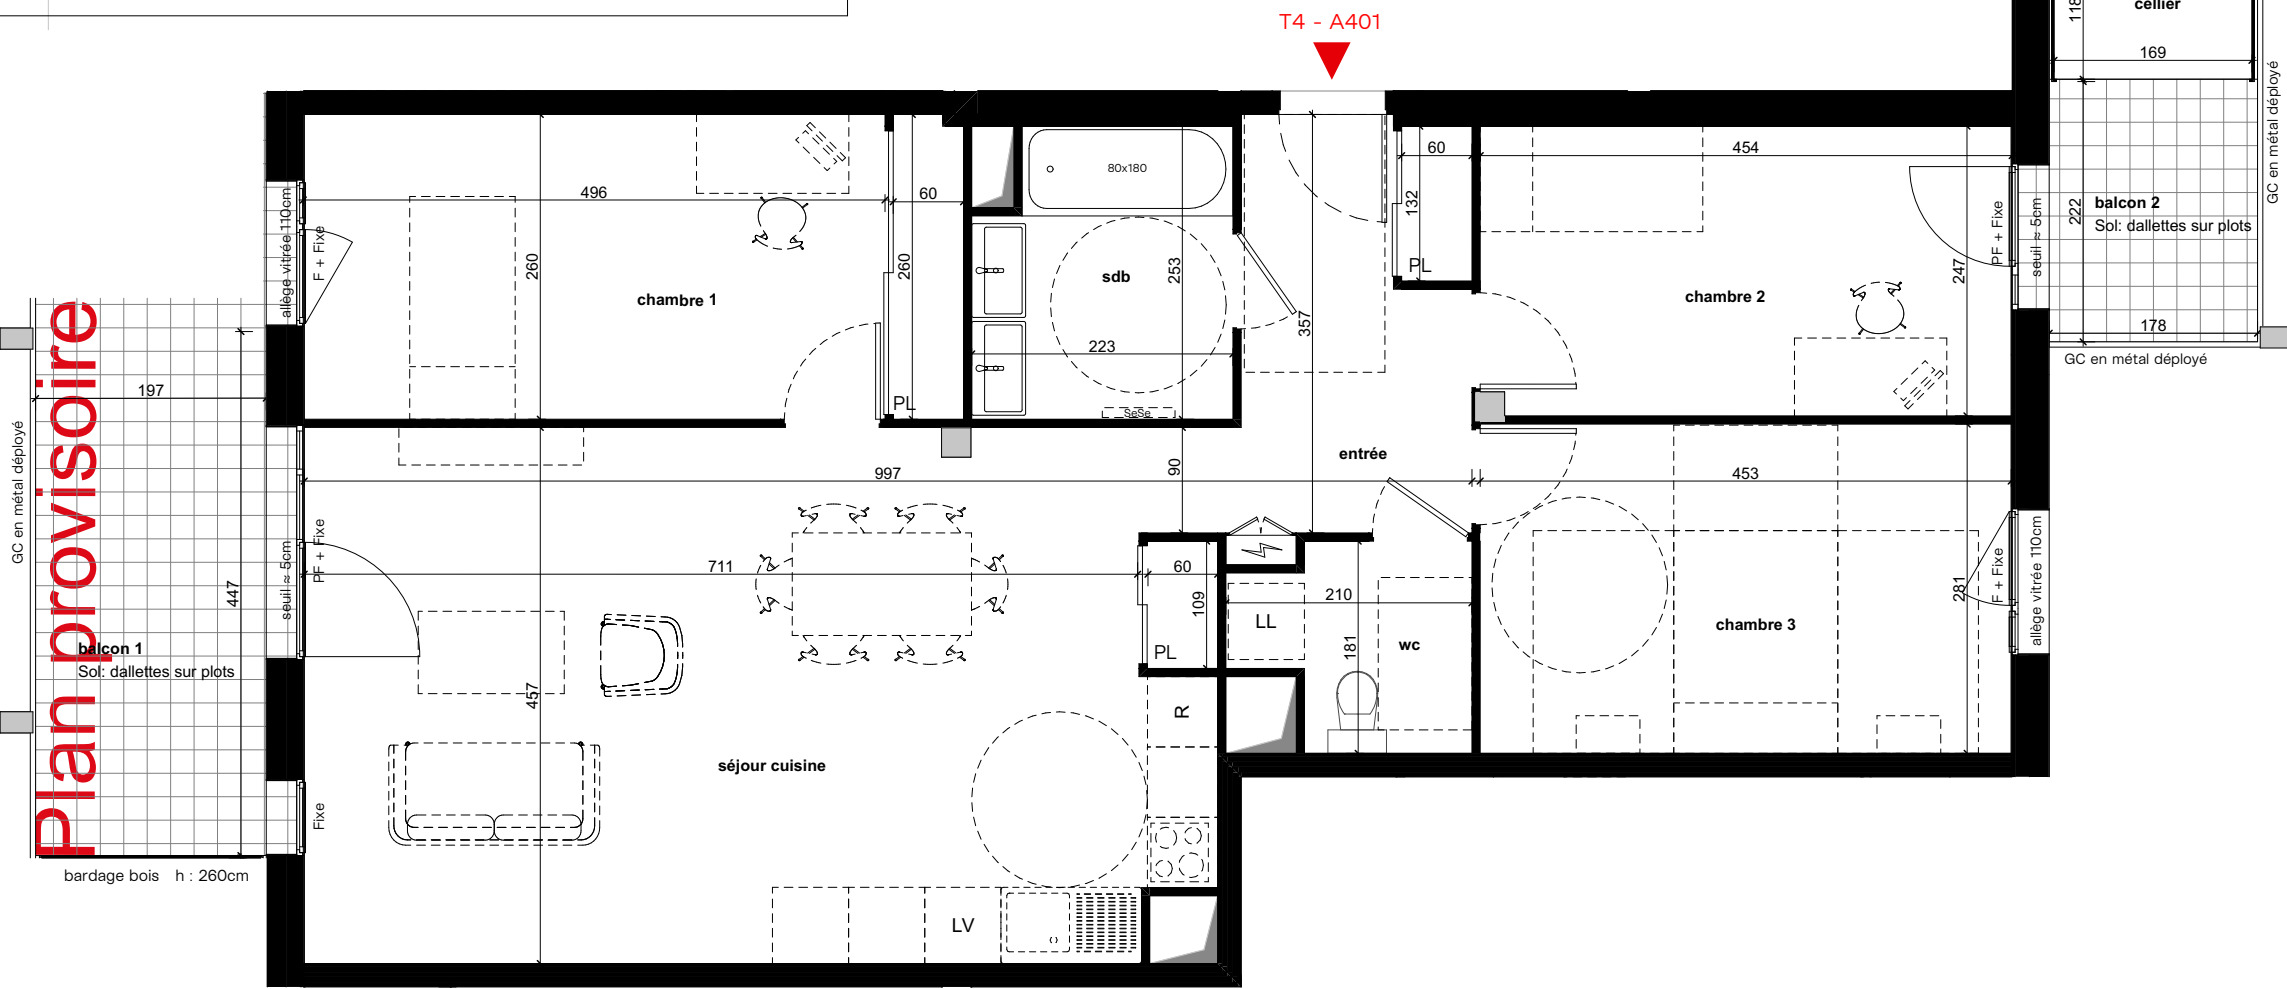 T4 - A401
118
cellier
169
GC en métal déployé
80x180
60
454
496
60
132
222
balcon 2
Sol: dallettes sur plots
allège vitrée 110cm
F + Fixe
260
260
sdb
253
PL
247
PF + Fixe
seuil ≈ 5cm
chambre 1
chambre 2
357
178
223
GC en métal déployé
197
PL
SeSe
Plan provisoire
GC en métal déployé
entrée
90
997
453
seuil ≈ 5cm
PF + Fixe
711
60
109
210
281
F + Fixe
allège vitrée 110cm
447
LL
chambre 3
181
wc
balcon 1
Sol: dallettes sur plots
PL
457
R
séjour cuisine
Fixe
bardage bois h : 260cm
LV